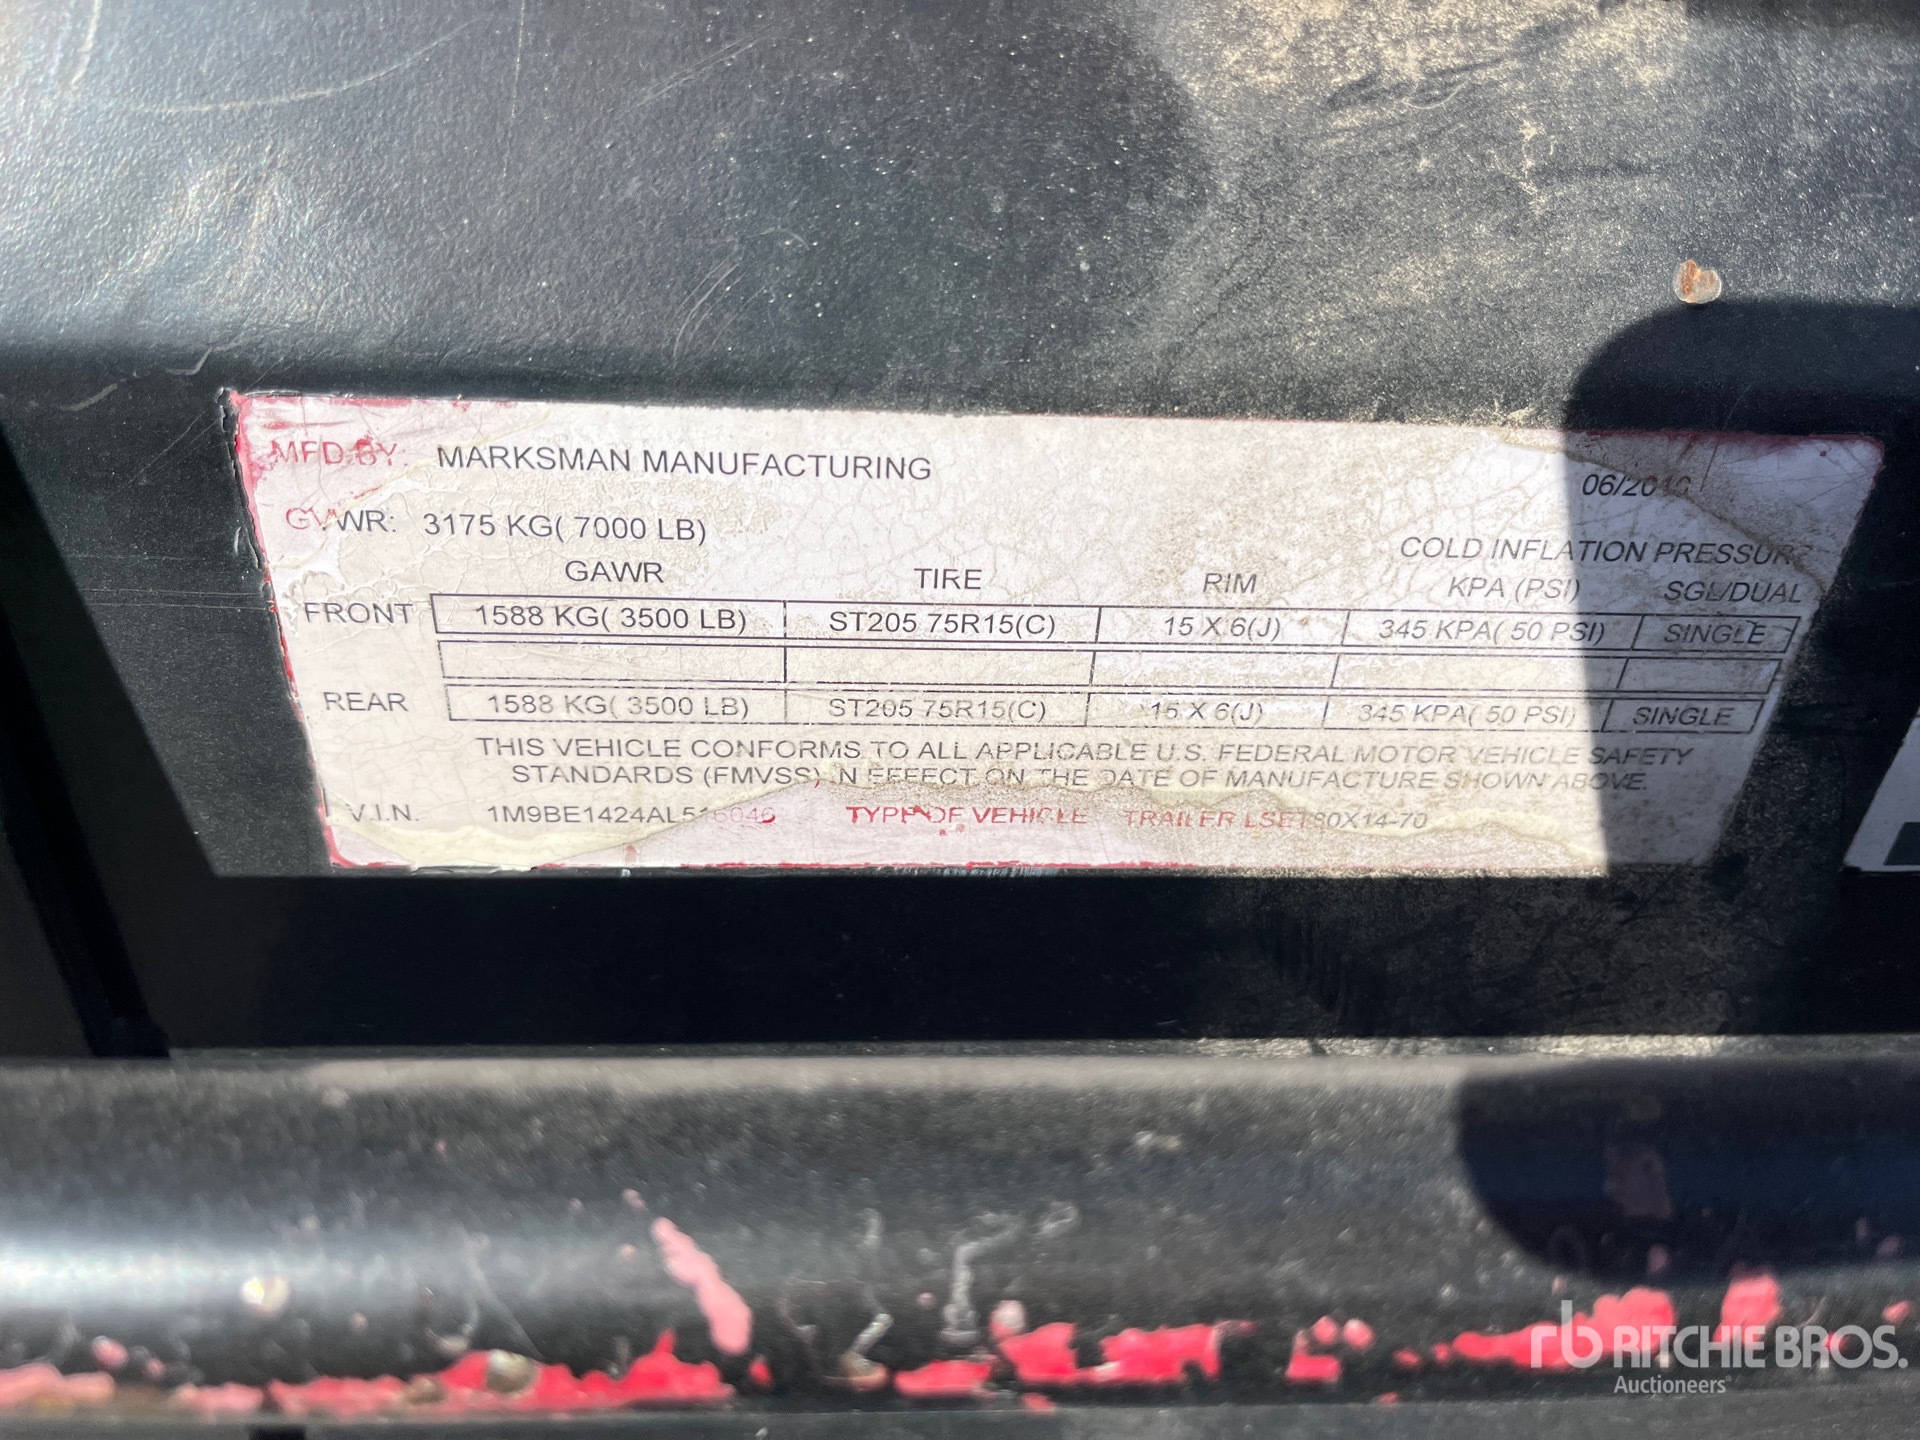 MFD BY: MARKSMAN MANUFACTURING
GVWR: 3175 KG( 7000 LB)
COLD INFLATION PRESSURE
GAWR TIRE RIM KPA (PSI) SGL/DUAL
FRONT 1588 KG( 3500 LB) ST205 75R15(C) 15 X 6(J) 345 KPA( 50 PSI) SINGLE
REAR 1588 KG( 3500 LB) ST205 75R15(C) 15 X 6(J) 345 KPA( 50 PSI) SINGLE
THIS VEHICLE CONFORMS TO ALL APPLICABLE U.S. FEDERAL MOTOR VEHICLE SAFETY
STANDARDS (FMVSS) IN EFFECT ON THE DATE OF MANUFACTURE SHOWN ABOVE.
V.I.N. TYPE OF VEHICLE TRAILER
rb RITCHIE BROS.
Auctioneers